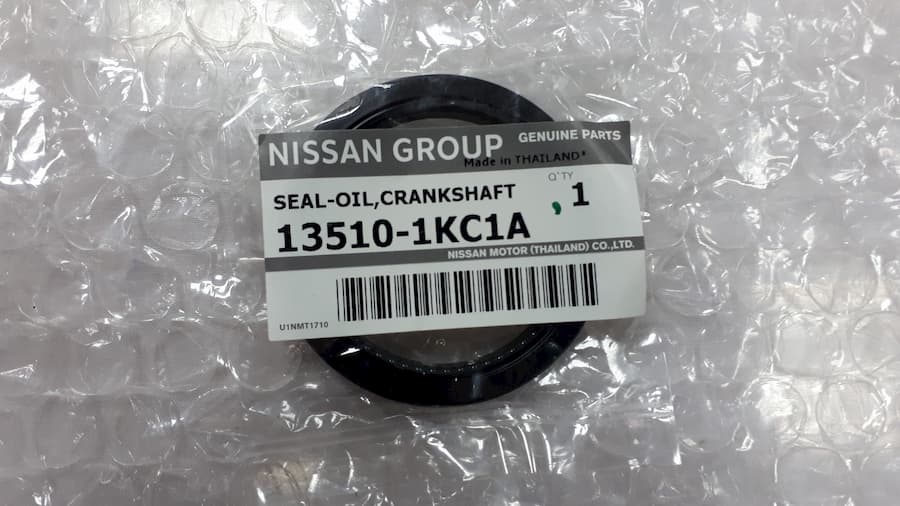 NISSAN GROUP GENUINE PARTS
Made in THAILAND*
SEAL-OIL,CRANKSHAFT
Q'TY
, 1
13510-1KC1A
NISSAN MOTOR (THAILAND) CO.,LTD.
U1NMT1710